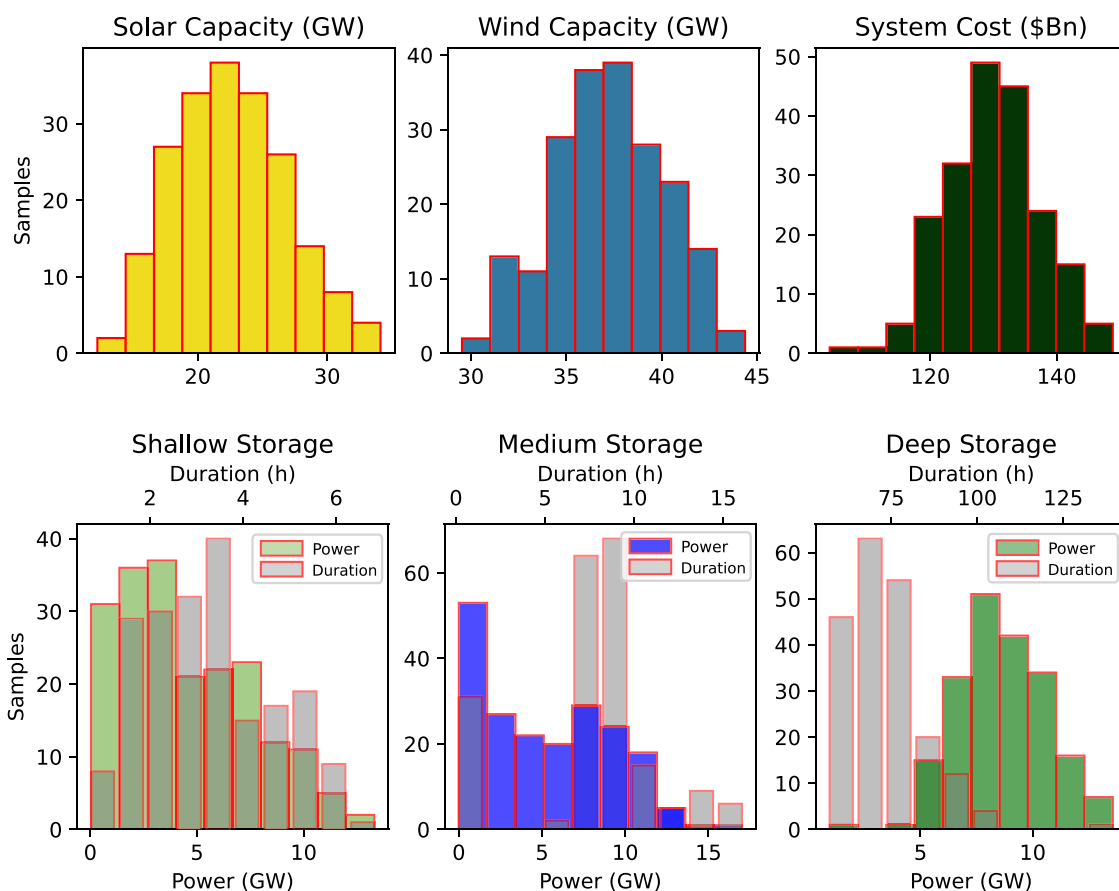 Solar Capacity (GW)
Wind Capacity (GW)
System Cost ($Bn)
Samples
0
10
20
30
20
30
0
10
20
30
40
30
35
40
45
0
10
20
30
40
50
120
140
Shallow Storage
Duration (h)
2
4
6
Power
Duration
Samples
0
10
20
30
40
0
5
10
Power (GW)
Medium Storage
Duration (h)
0
5
10
15
Power
Duration
0
20
40
60
0
5
10
15
Power (GW)
Deep Storage
Duration (h)
75
100
125
Power
Duration
0
10
20
30
40
50
60
5
10
Power (GW)